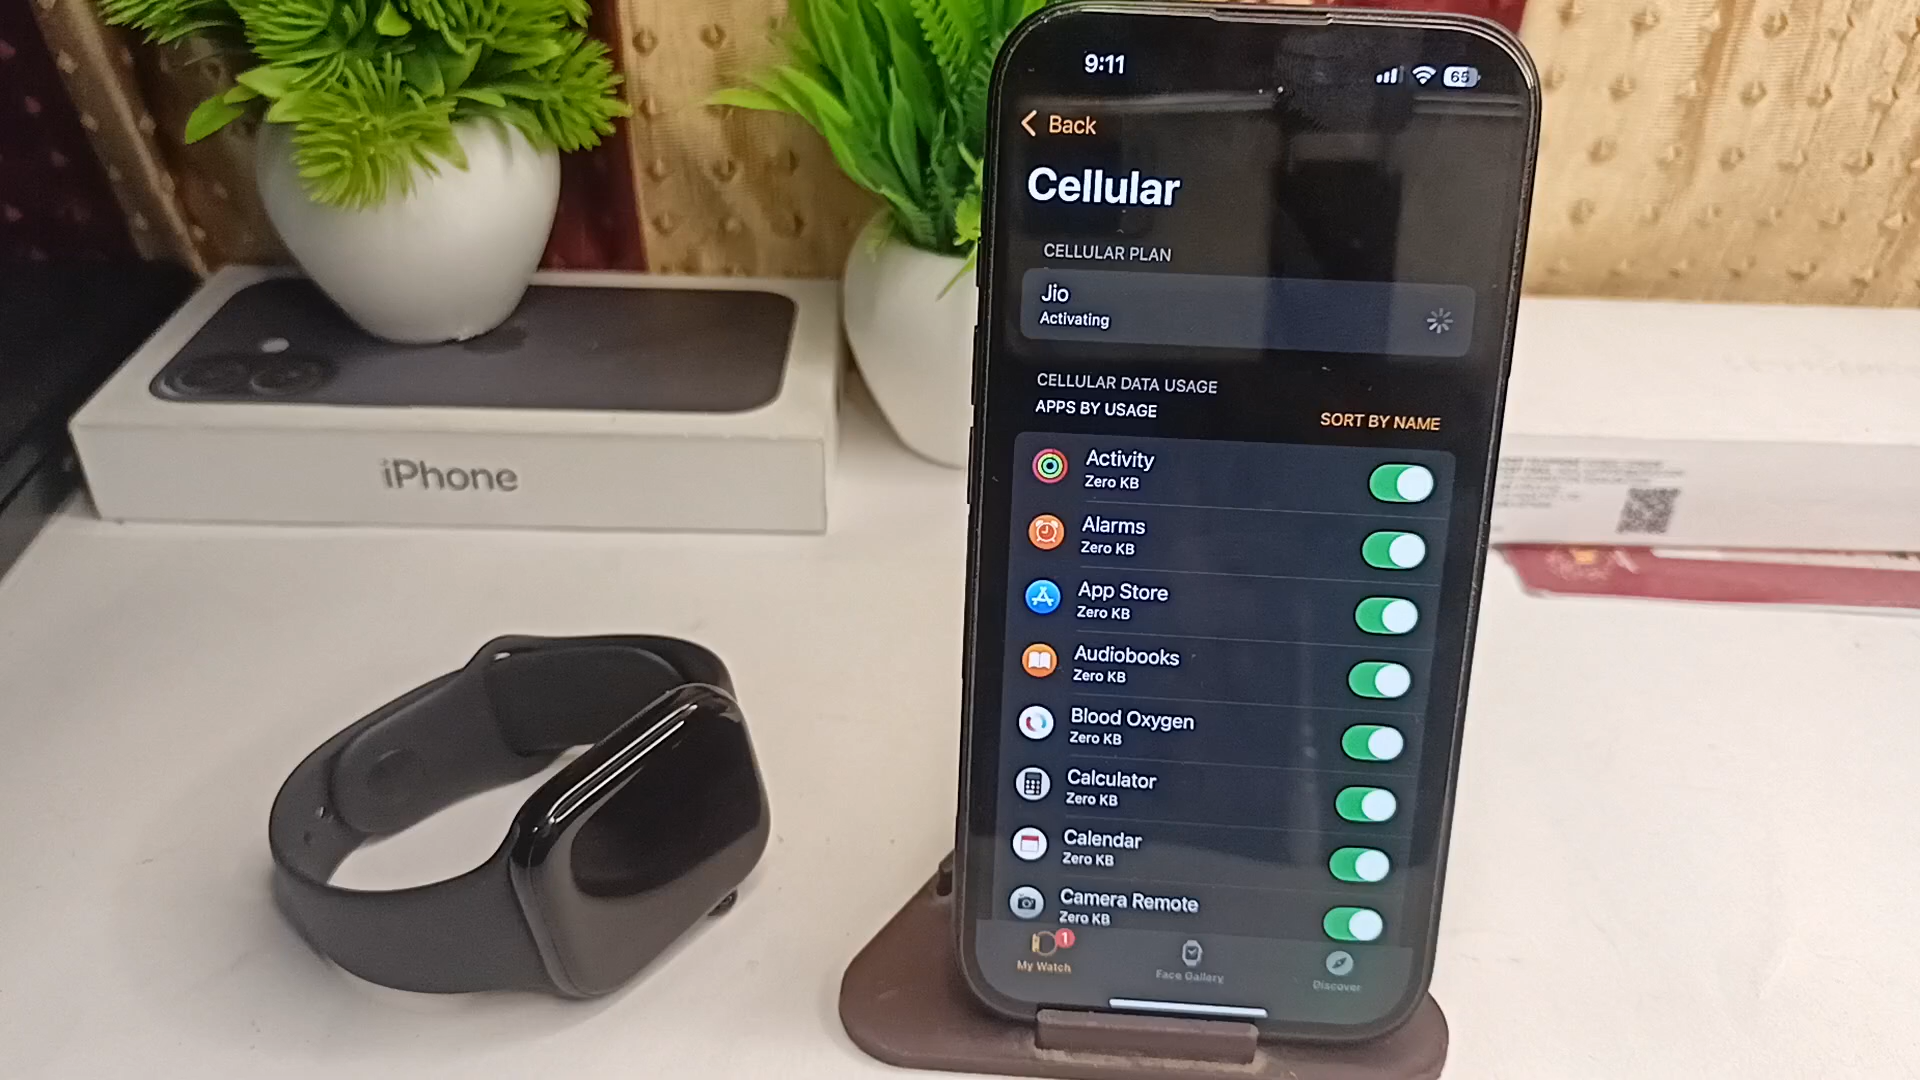 9:11
65
Back
Cellular
CELLULAR PLAN
Jio
Activating
CELLULAR DATA USAGE
APPS BY USAGE
SORT BY NAME
Activity
Zero KB
Alarms
Zero KB
App Store
Zero KB
Audiobooks
Zero KB
Blood Oxygen
Zero KB
Calculator
Zero KB
Calendar
Zero KB
Camera Remote
Zero KB
1
My Watch
Face Gallery
Discover
iPhone